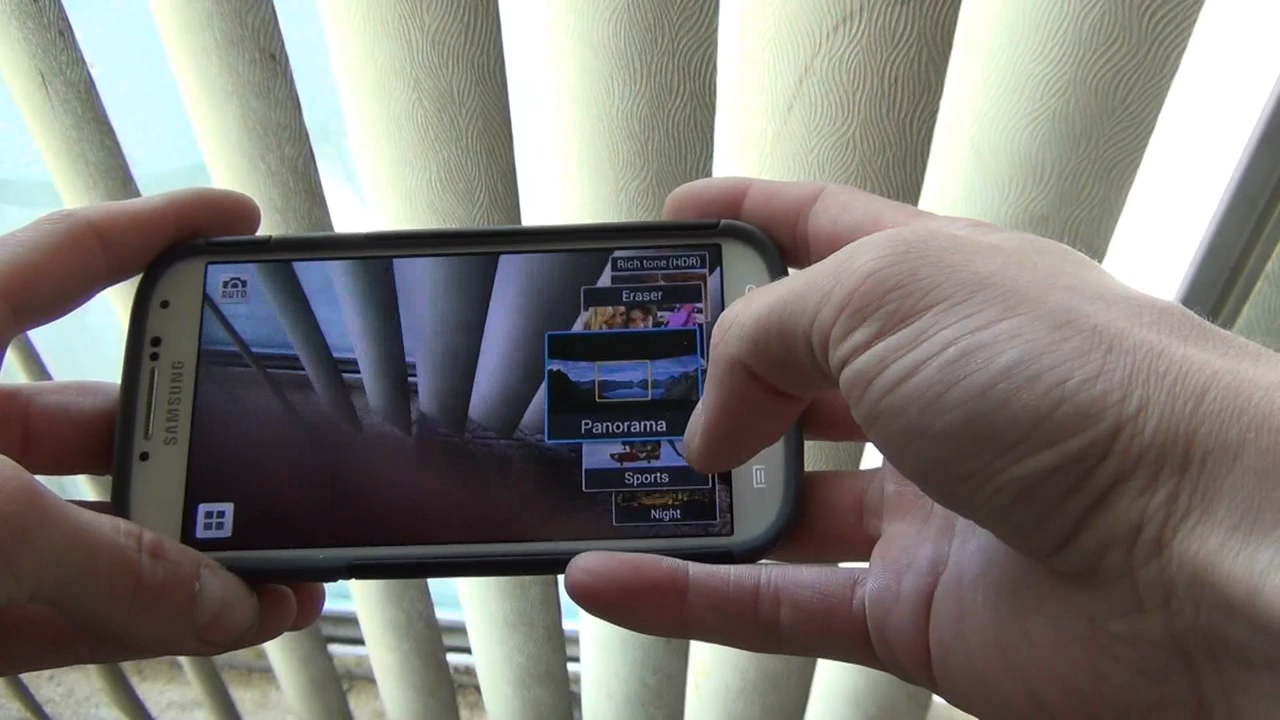 AUTO
SAMSUNG
Rich tone (HDR)
Eraser
Panorama
Sports
Night